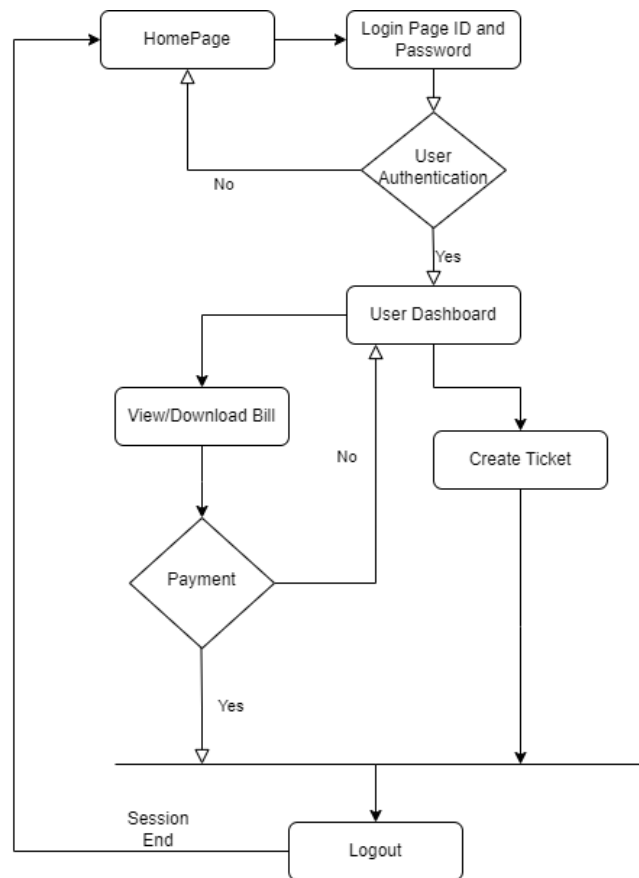 HomePage
Login Page ID and
Password
User
Authentication
No
Yes
User Dashboard
View/Download Bill
No
Create Ticket
Payment
Yes
Session
End
Logout